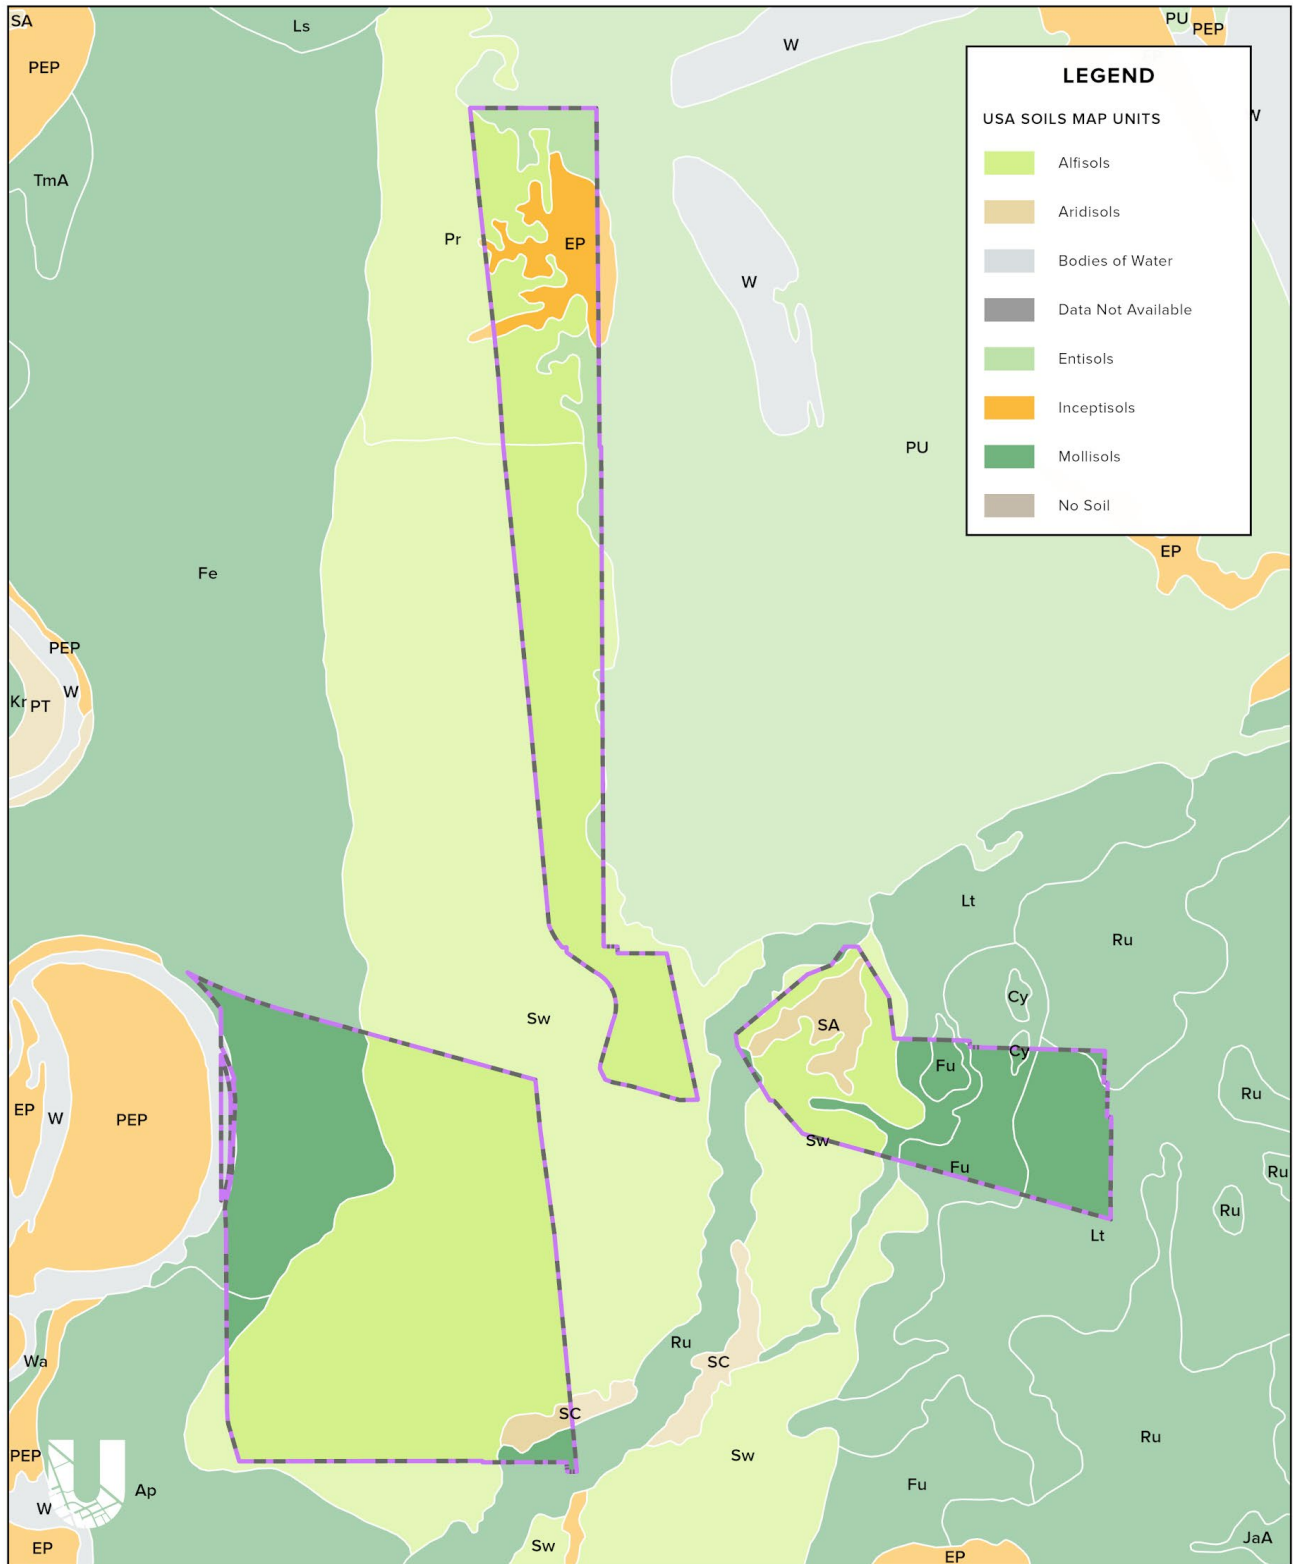 SA
Ls
PU
PEP
W
PEP
LEGEND
W
USA SOILS MAP UNITS
Alfisols
TmA
Aridisols
Pr
EP
Bodies of Water
W
Data Not Available
Entisols
Inceptisols
PU
Mollisols
No Soil
EP
Fe
PEP
W
Kr
PT
Lt
Ru
Cy
Sw
SA
Cy
Fu
Ru
EP
W
PEP
Sw
Fu
Ru
Ru
Lt
Ru
Wa
SC
SC
Ru
PEP
Sw
Fu
Ap
W
U
JaA
EP
Sw
EP